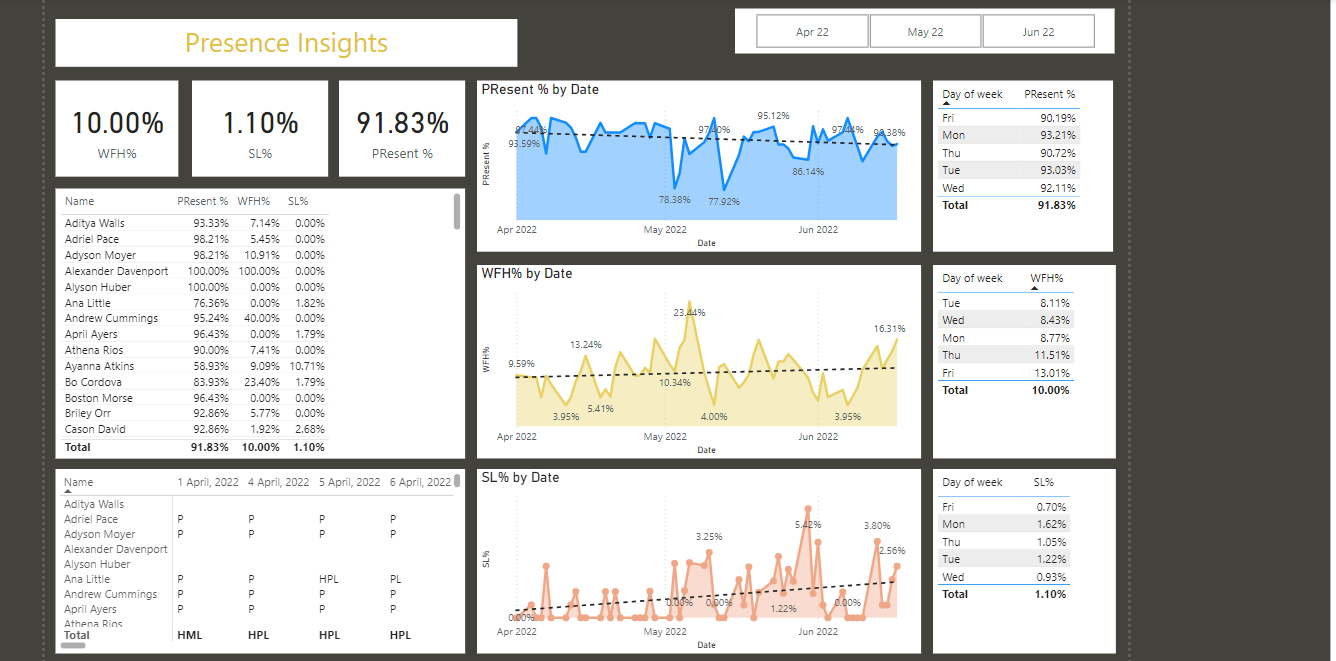 Presence Insights
Apr 22 May 22 Jun 22
10.00%
WFH%
1.10%
SL%
91.83%
PResent %
Name PResent % WFH% SL%
Aditya Walls 93.33% 7.14% 0.00%
Adriel Pace 98.21% 5.45% 0.00%
Adyson Moyer 98.21% 10.91% 0.00%
Alexander Davenport 100.00% 100.00% 0.00%
Alyson Huber 100.00% 0.00% 0.00%
Ana Little 76.36% 0.00% 1.82%
Andrew Cummings 95.24% 40.00% 0.00%
April Ayers 96.43% 0.00% 1.79%
Athena Rios 90.00% 7.41% 0.00%
Ayanna Atkins 58.93% 9.09% 10.71%
Bo Cordova 83.93% 23.40% 1.79%
Boston Morse 96.43% 0.00% 0.00%
Briley Orr 92.86% 5.77% 0.00%
Cason David 92.86% 1.92% 2.68%
Total 91.83% 10.00% 1.10%
Name 1 April, 2022 4 April, 2022 5 April, 2022 6 April, 2022
Aditya Walls
Adriel Pace P P P P
Adyson Moyer P P P P
Alexander Davenport
Alyson Huber
Ana Little P P HPL PL
Andrew Cummings P P P P
April Ayers P P P P
Athena Rios
Total HML HPL HPL HPL
PResent % by Date
PResent %
97.44%
93.59%
78.38%
97.40%
77.92%
95.12%
86.14%
97.44%
90.38%
Apr 2022 May 2022 Jun 2022
Date
WFH% by Date
WFH%
9.59%
13.24%
3.95%
5.41%
23.44%
10.34%
4.00%
3.95%
16.31%
Apr 2022 May 2022 Jun 2022
Date
SL% by Date
SL%
0.00%
0.00%
3.25%
0.00%
1.22%
5.42%
0.00%
3.80%
2.56%
Apr 2022 May 2022 Jun 2022
Date
Day of week PResent %
Fri 90.19%
Mon 93.21%
Thu 90.72%
Tue 93.03%
Wed 92.11%
Total 91.83%
Day of week WFH%
Tue 8.11%
Wed 8.43%
Mon 8.77%
Thu 11.51%
Fri 13.01%
Total 10.00%
Day of week SL%
Fri 0.70%
Mon 1.62%
Thu 1.05%
Tue 1.22%
Wed 0.93%
Total 1.10%